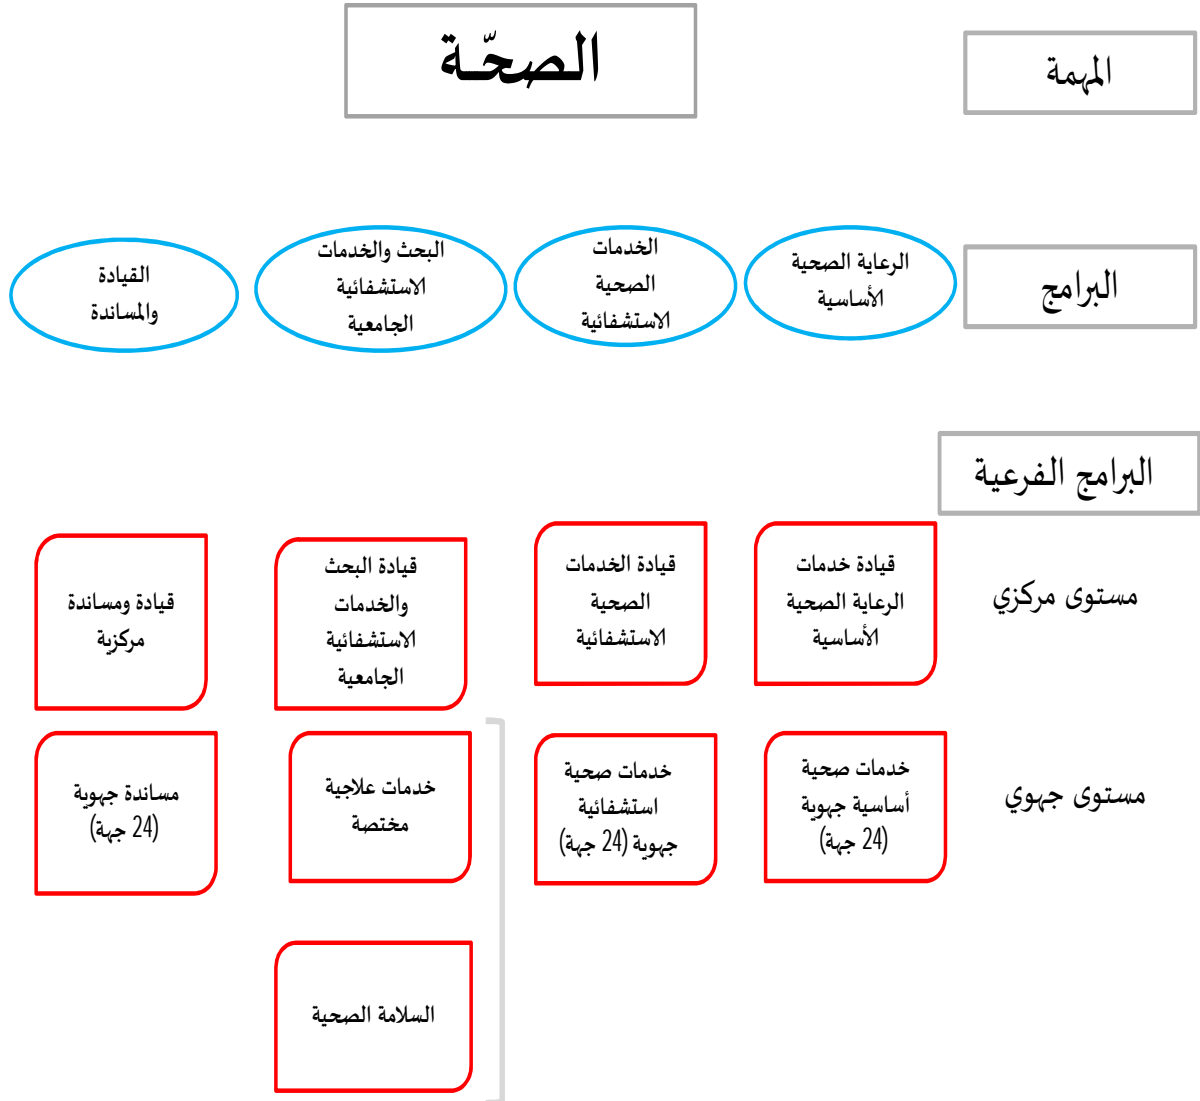 المهمة
الصحّة
البرامج
الرعاية الصحية
الأساسية
الخدمات
الصحية
الاستشفائية
البحث والخدمات
الاستشفائية
الجامعية
القيادة
والمساندة
البرامج الفرعية
مستوى مركزي
قيادة خدمات
الرعاية الصحية
الأساسية
قيادة الخدمات
الصحية
الاستشفائية
قيادة البحث
والخدمات
الاستشفائية
الجامعية
قيادة ومساندة
مركزية
مستوى جهوي
خدمات صحية
أساسية جهوية
(24 جهة)
خدمات صحية
استشفائية
جهوية (24 جهة)
خدمات علاجية
مختصة
مساندة جهوية
(24 جهة)
السلامة الصحية